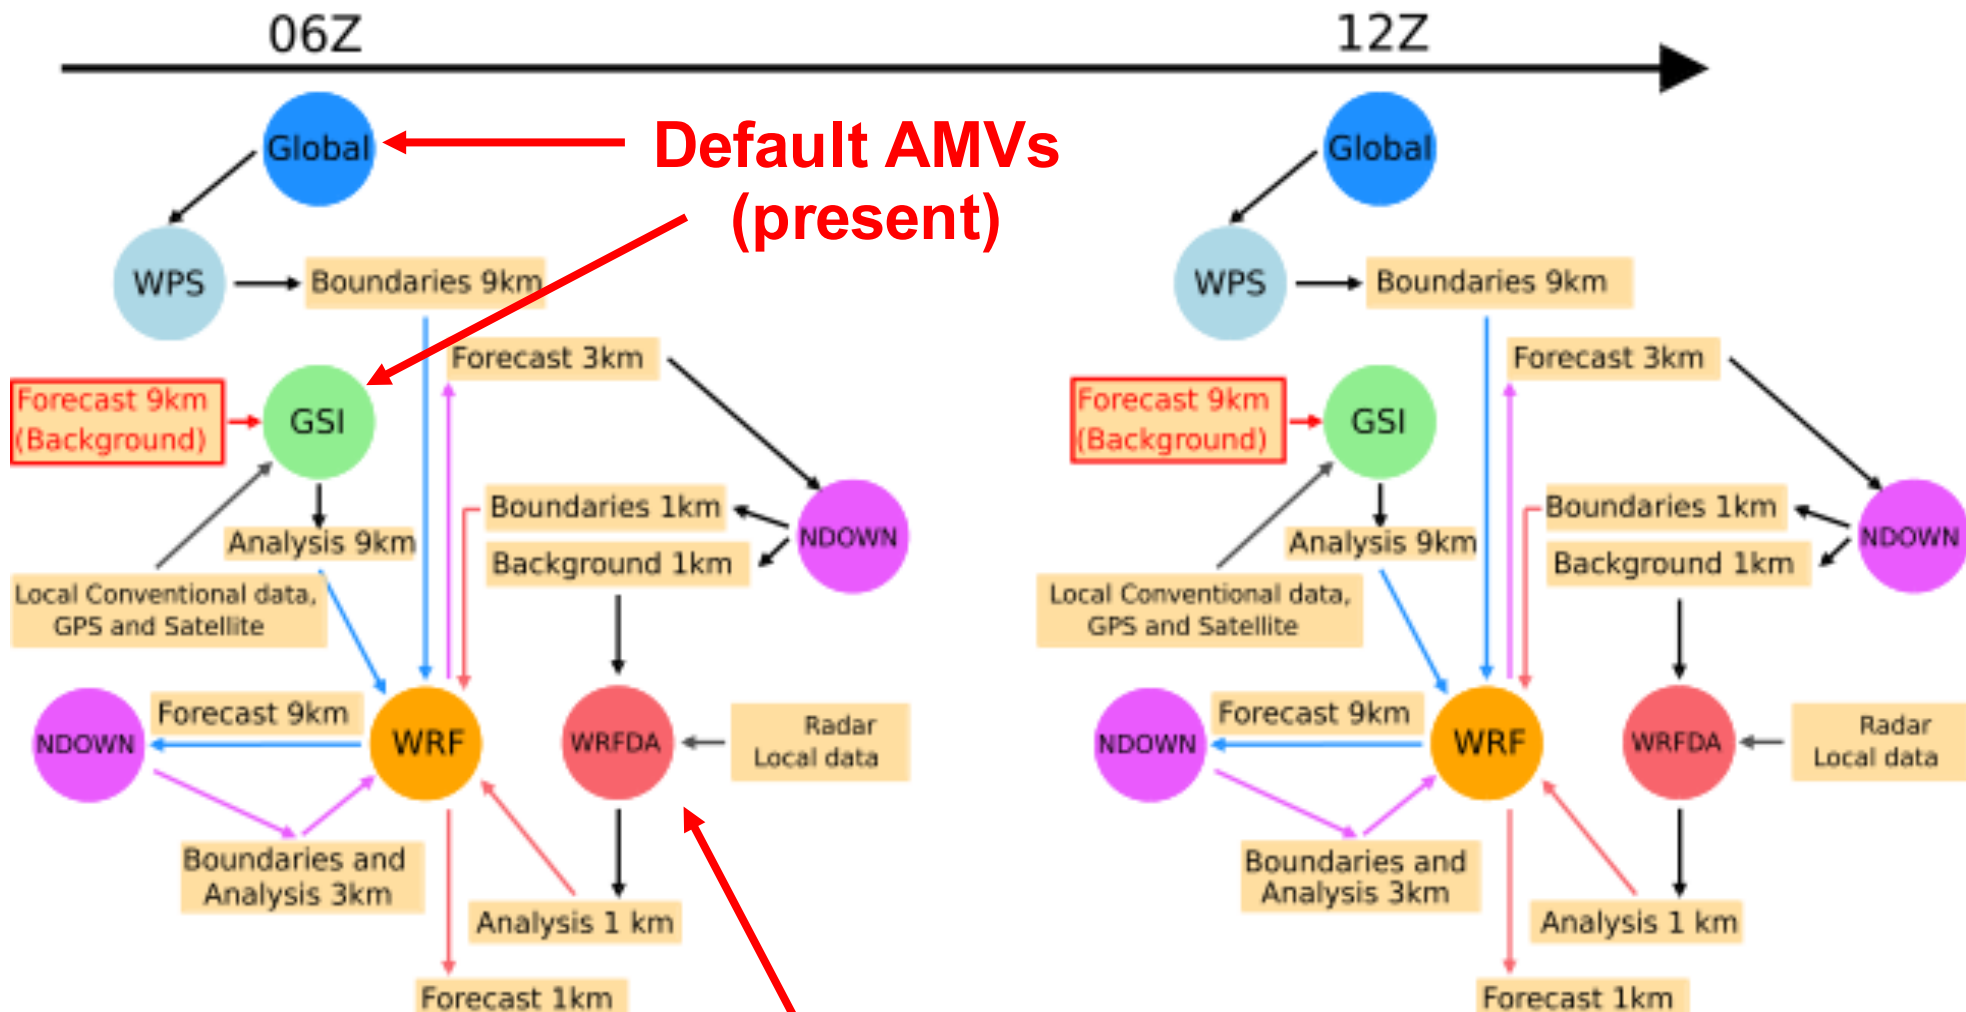 06Z
12Z
Global
Default AMVs
(present)
WPS
Boundaries 9km
Forecast 3km
Forecast 9km
(Background)
GSI
Boundaries 1km
NDOWN
Analysis 9km
Background 1km
Local Conventional data,
GPS and Satellite
Forecast 9km
NDOWN
WRF
WRFDA
Radar
Local data
Boundaries and
Analysis 3km
Analysis 1 km
Forecast 1km
Global
WPS
Boundaries 9km
Forecast 3km
Forecast 9km
(Background)
GSI
Boundaries 1km
NDOWN
Analysis 9km
Background 1km
Local Conventional data,
GPS and Satellite
Forecast 9km
NDOWN
WRF
WRFDA
Radar
Local data
Boundaries and
Analysis 3km
Analysis 1 km
Forecast 1km